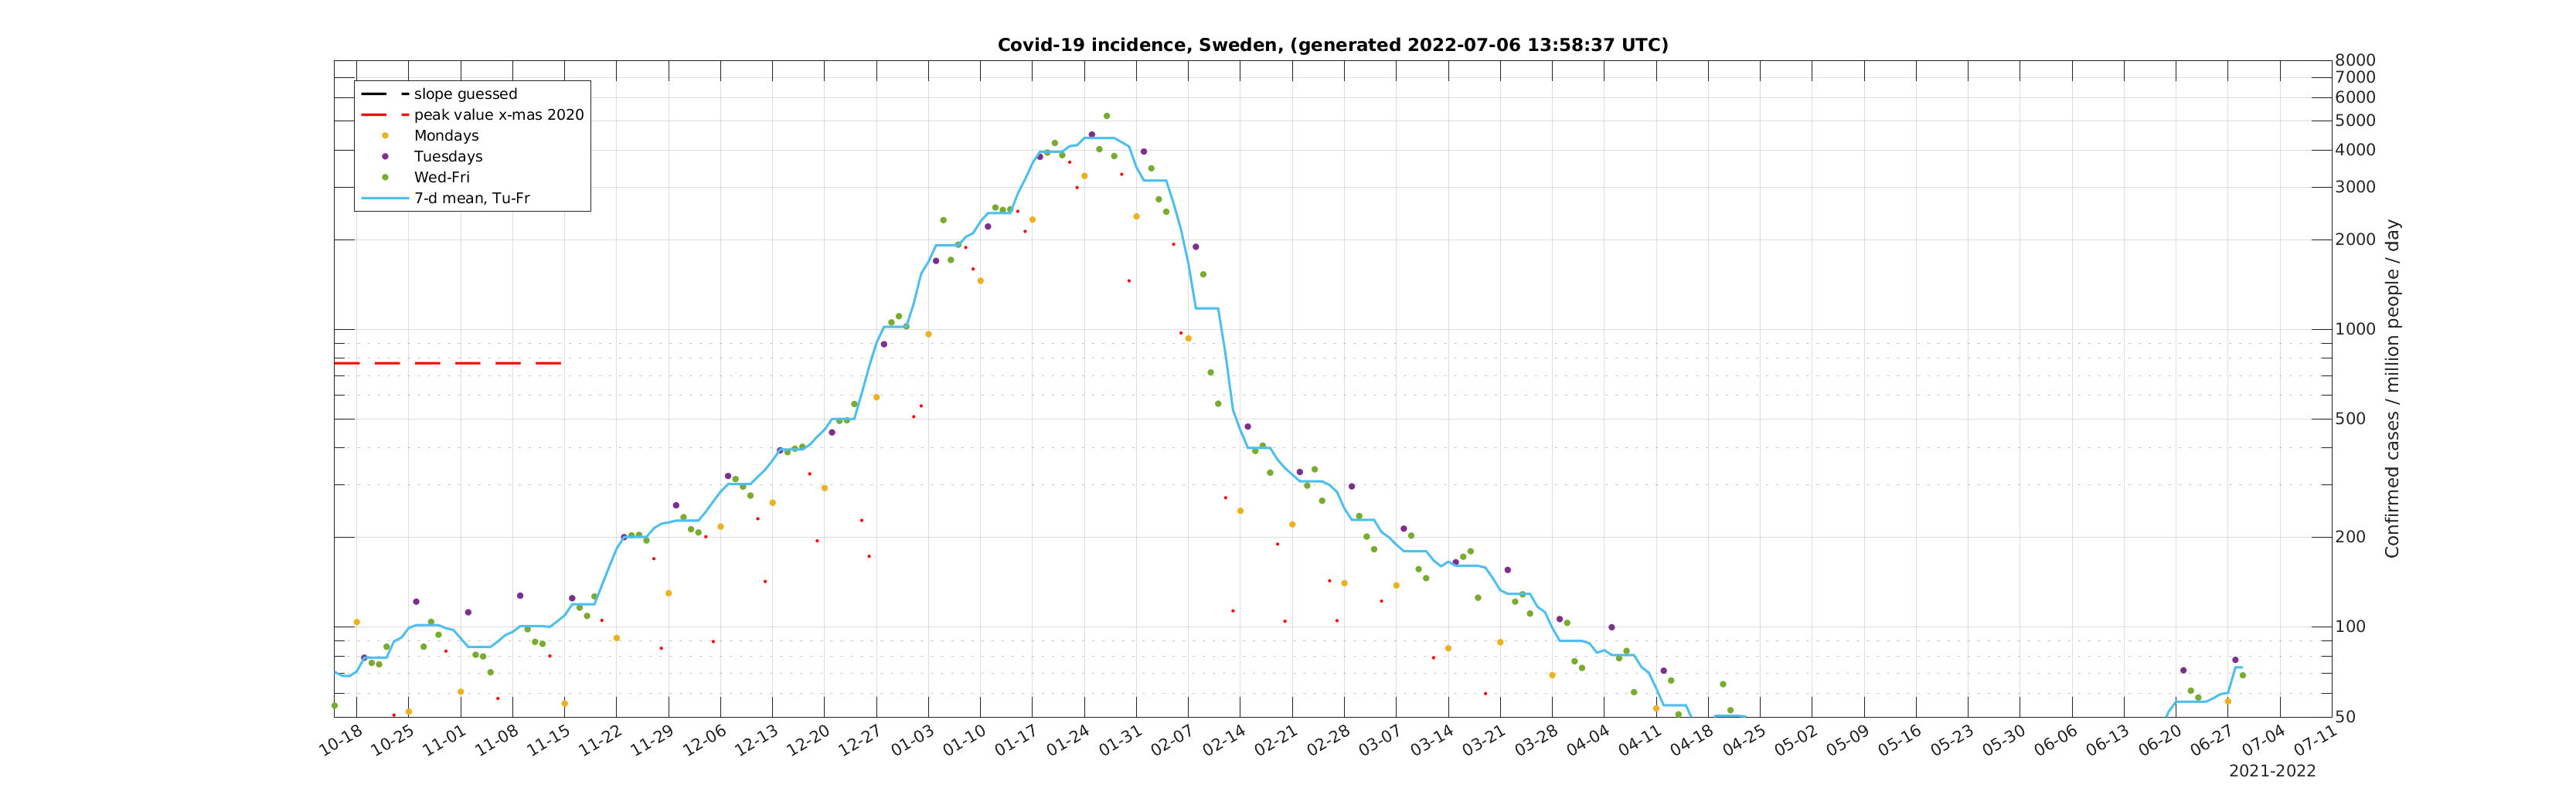 Covid-19 incidence, Sweden, (generated 2022-07-06 13:58:37 UTC)
slope guessed
peak value x-mas 2020
Mondays
Tuesdays
Wed-Fri
7-d mean, Tu-Fr
8000
7000
6000
5000
4000
3000
2000
1000
500
200
100
50
Confirmed cases / million people / day
10-18 10-25 11-01 11-08 11-15 11-22 11-29 12-06 12-13 12-20 12-27 01-03 01-10 01-17 01-24 01-31 02-07 02-14 02-21 02-28 03-07 03-14 03-21 03-28 04-04 04-11 04-18 04-25 05-02 05-09 05-16 05-23 05-30 06-06 06-13 06-20 06-27 07-04 07-11
2021-2022